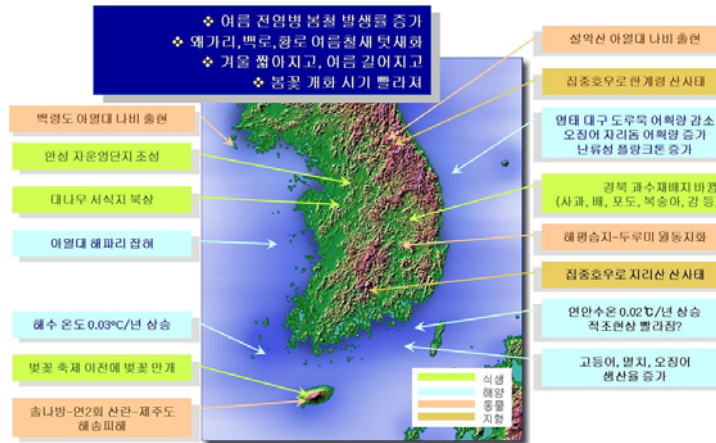 ❖ 여름 전염병 봄철 발생률 증가
❖ 왜가리,백로,황로 여름철새 텃새화
❖ 겨울 짧아지고, 여름 길어지고
❖ 봄꽃 개화 시기 빨라져
백령도 아열대 나비 출현
안성 자운영단지 조성
대나무 서식지 북상
아열대 해파리 잡혀
해수 온도 0.03℃/년 상승
벚꽃 축제 이전에 벚꽃 만개
솔나방-연2회 산란-제주도
해송피해
설악산 아열대 나비 출현
집중호우로 한계령 산사태
명태 대구 도루묵 어획량 감소
오징어 자리돔 어획량 증가
난류성 플랑크톤 증가
경북 과수재배지 바뀜
(사과, 배, 포도, 복숭아, 감 등)
해평습지-두루미 월동지화
집중호우로 지리산 산사태
연안수온 0.02℃/년 상승
적조현상 빨라짐?
고등어, 멸치, 오징어
생산율 증가
식생
해양
동물
지형